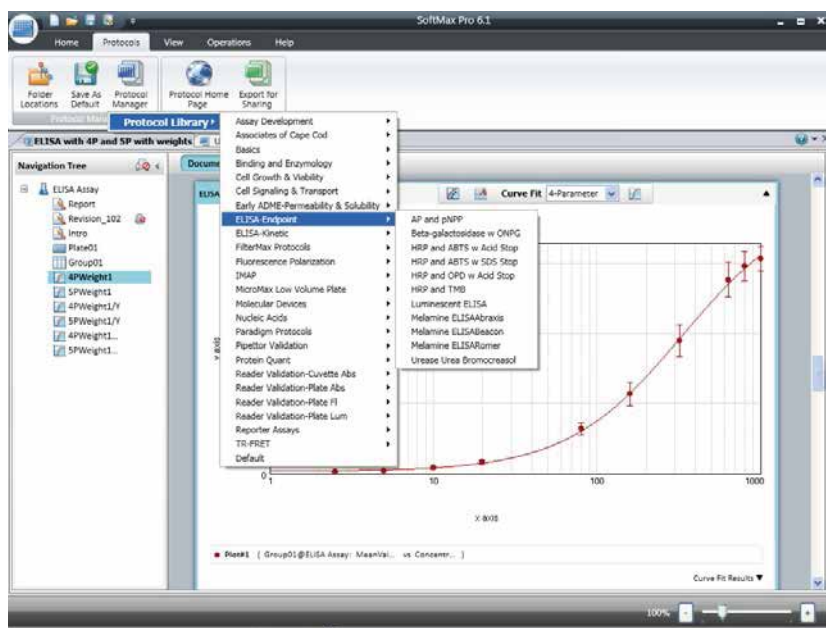 SoftMax Pro 6.1
Home Protocols View Operations Help
Folder Locations
Save As Default
Protocol Manager
Protocol Home Page
Export for Sharing
Protocol Library
ELISA with 4P and 5P with weights
Navigation Tree
ELISA Assay
Report
Revision_102
Intro
Plate01
Group01
4PWeight1
5PWeight1
4PWeight1/Y
5PWeight1/Y
4PWeight1...
5PWeight1...
Assay Development
Associates of Cape Cod
Basics
Binding and Enzymology
Cell Growth & Viability
Cell Signaling & Transport
Early ADME-Permeability & Solubility
ELISA-Endpoint
ELISA-Kinetic
FilterMax Protocols
Fluorescence Polarization
IMAP
MicroMax Low Volume Plate
Molecular Devices
Nucleic Acids
Paradigm Protocols
Pipettor Validation
Protein Quant
Reader Validation-Cuvette Abs
Reader Validation-Plate Abs
Reader Validation-Plate Fl
Reader Validation-Plate Lum
Reporter Assays
TR-FRET
Default
AP and pNPP
Beta-galactosidase w ONPG
HRP and ABTS w Acid Stop
HRP and ABTS w SDS Stop
HRP and OPD w Acid Stop
HRP and TMB
Luminescent ELISA
Melamine ELISAAbraxis
Melamine ELISABeacon
Melamine ELISARomer
Urease Urea Bromocreasol
Curve Fit 4-Parameter
y axis
0
1 10 100 1000
x axis
Plot#1 ( Group01@ELISA Assay: MeanVal... vs Concentr... )
Curve Fit Results ▼
100%